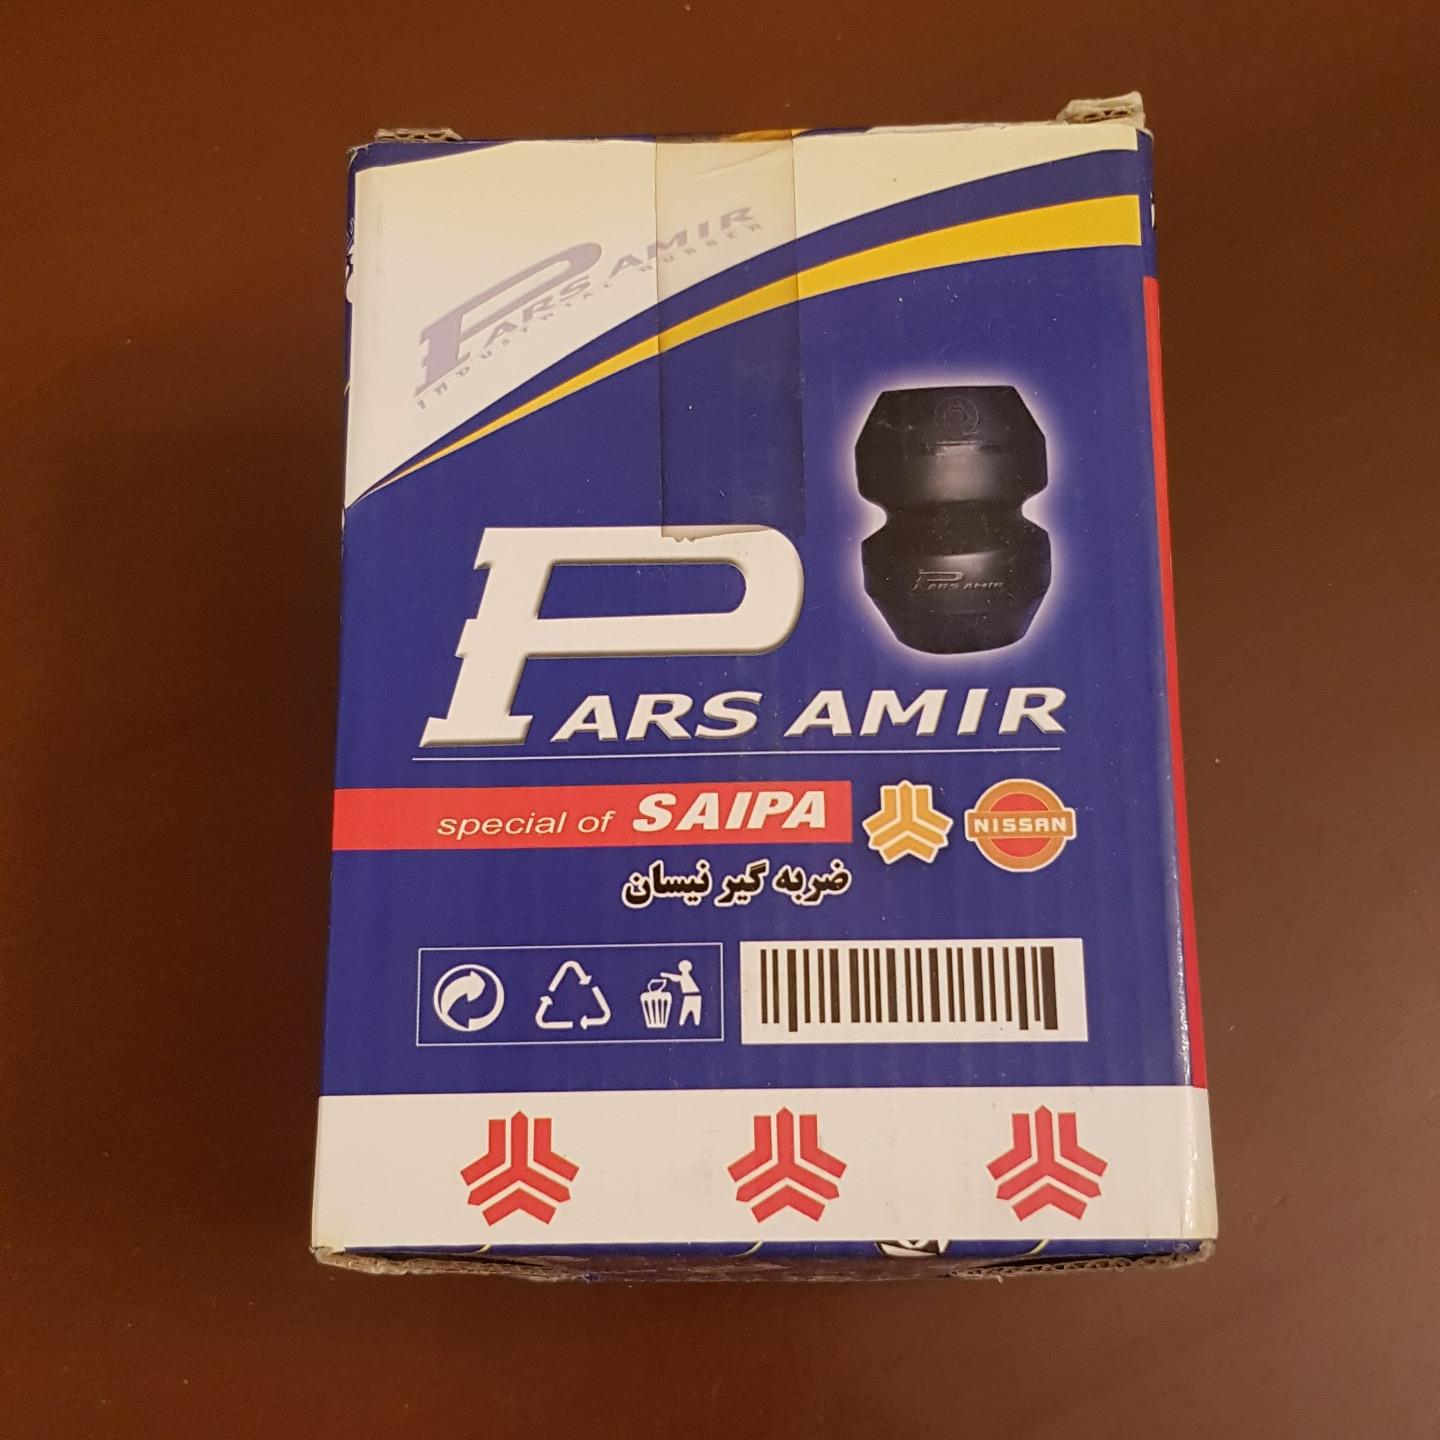 PARS AMIR
INDUSTRIAL RUBBER
PARS AMIR
PARS AMIR
special of SAIPA
NISSAN
ضربه گیر نیسان